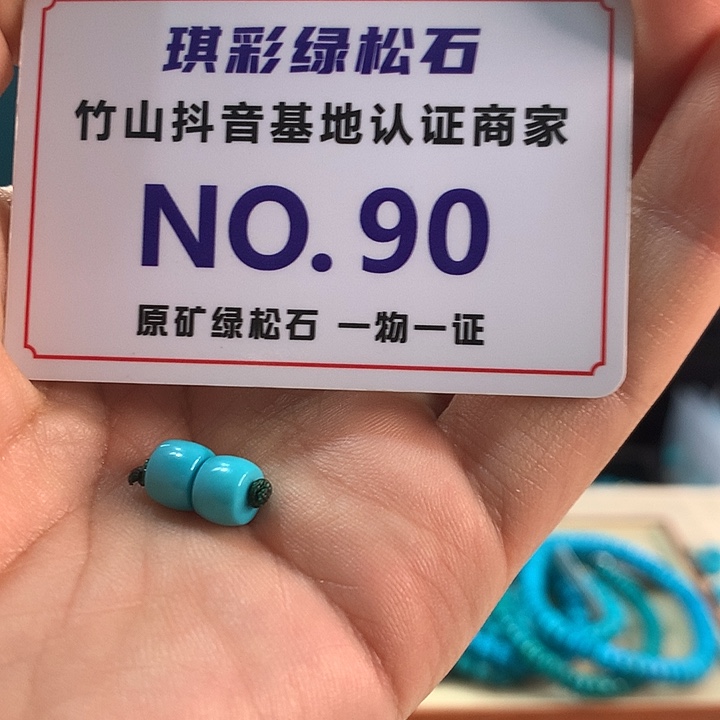 琪彩绿松石
竹山抖音基地认证商家
NO.90
原矿绿松石 一物一证